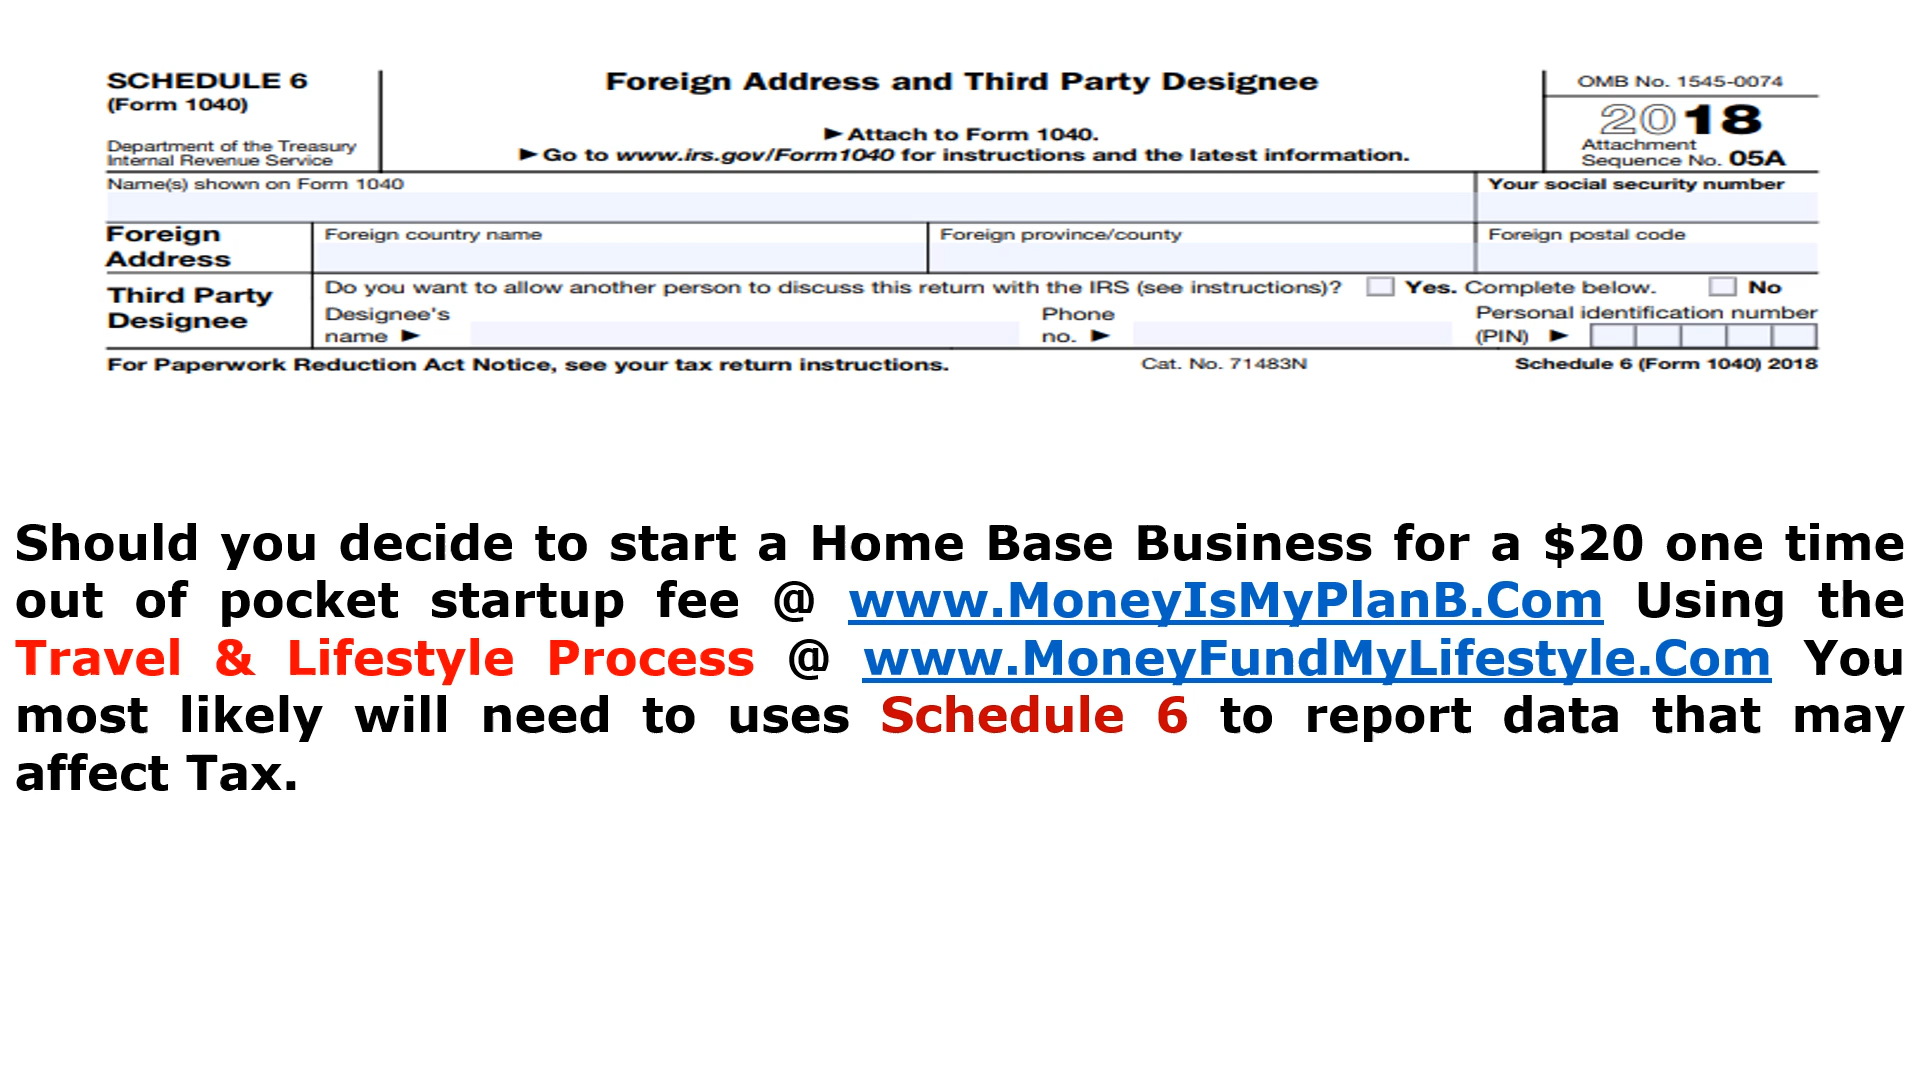 SCHEDULE 6
(Form 1040)
Department of the Treasury
Internal Revenue Service
Foreign Address and Third Party Designee
►Attach to Form 1040.
►Go to www.irs.gov/Form1040 for instructions and the latest information.
OMB No. 1545-0074
2018
Attachment
Sequence No. 05A
Name(s) shown on Form 1040
Your social security number
Foreign
Address
Foreign country name
Foreign province/county
Foreign postal code
Third Party
Designee
Do you want to allow another person to discuss this return with the IRS (see instructions)? Yes. Complete below. No
Designee's
name ►
Phone
no. ►
Personal identification number
(PIN) ►
For Paperwork Reduction Act Notice, see your tax return instructions. Cat. No. 71483N Schedule 6 (Form 1040) 2018
Should you decide to start a Home Base Business for a $20 one time
out of pocket startup fee @ www.MoneyIsMyPlanB.Com Using the
Travel & Lifestyle Process @ www.MoneyFundMyLifestyle.Com You
most likely will need to uses Schedule 6 to report data that may
affect Tax.